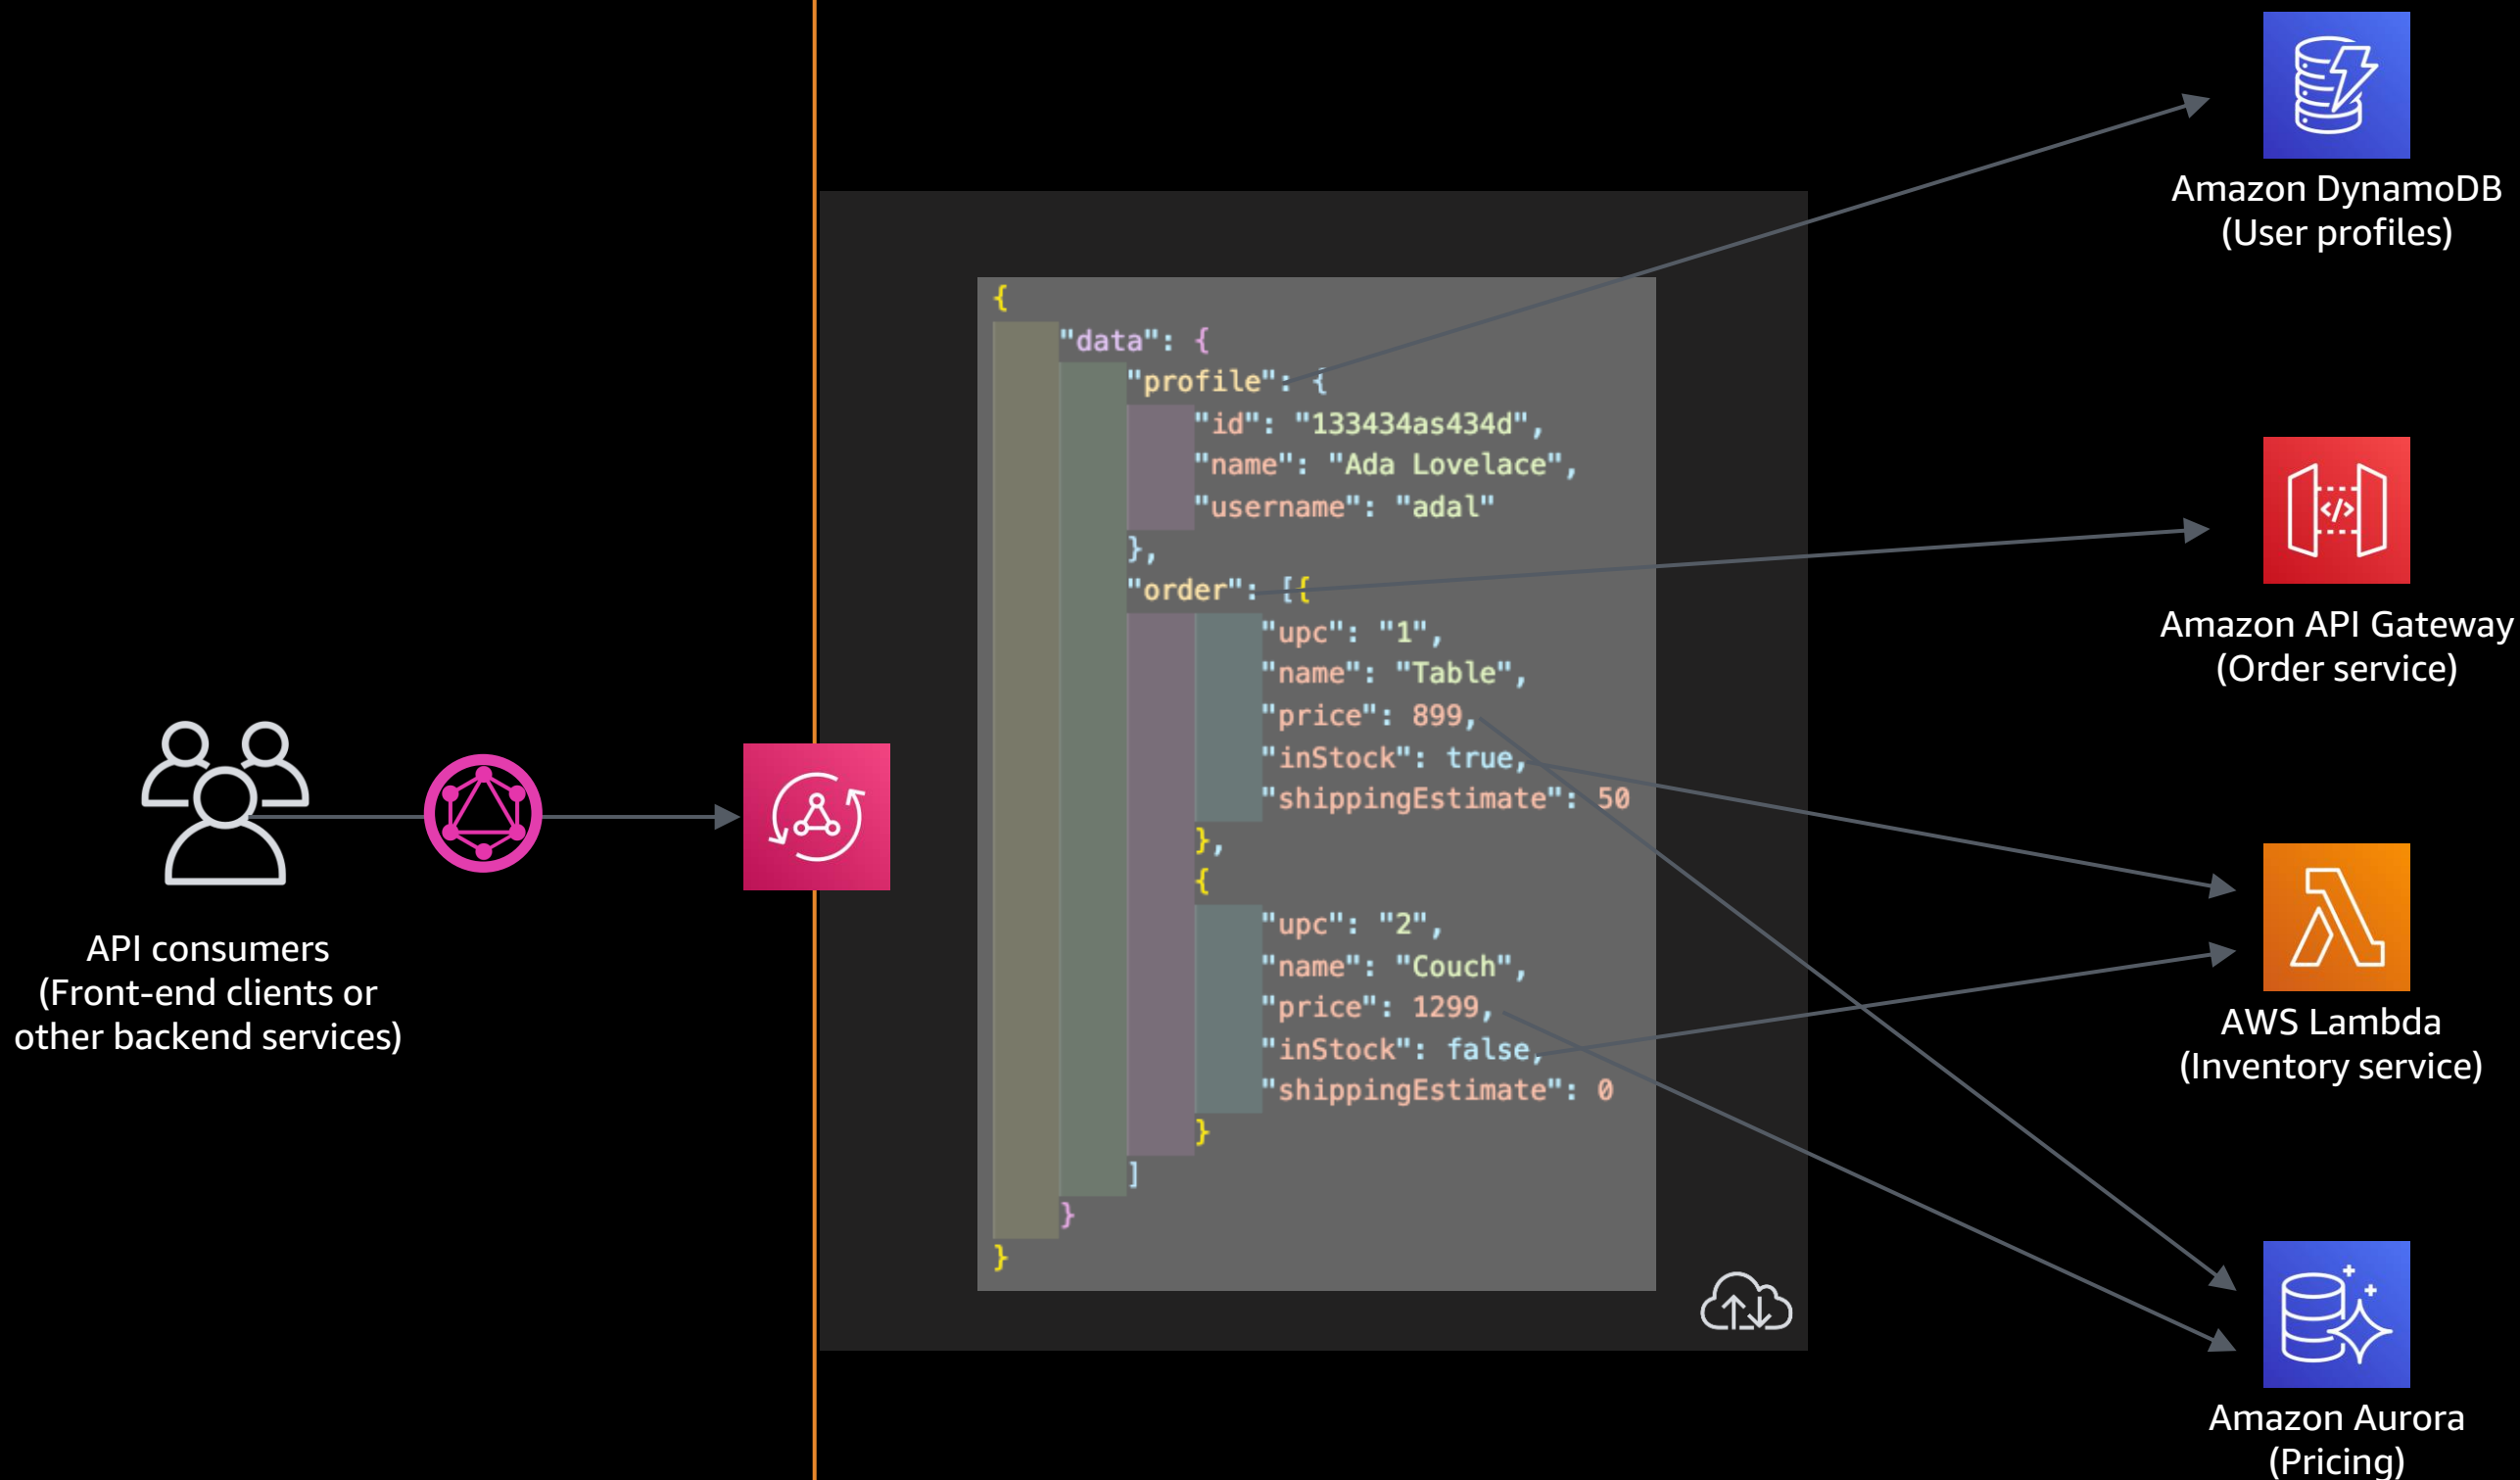 Amazon DynamoDB
(User profiles)
{
"data": {
"profile": {
"id": "133434as434d",
"name": "Ada Lovelace",
"username": "adal"
},
"order": [{
"upc": "1",
"name": "Table",
"price": 899,
"inStock": true,
"shippingEstimate": 50
},
{
"upc": "2",
"name": "Couch",
"price": 1299,
"inStock": false,
"shippingEstimate": 0
}
]
}
}
Amazon API Gateway
(Order service)
API consumers
(Front-end clients or
other backend services)
AWS Lambda
(Inventory service)
Amazon Aurora
(Pricing)